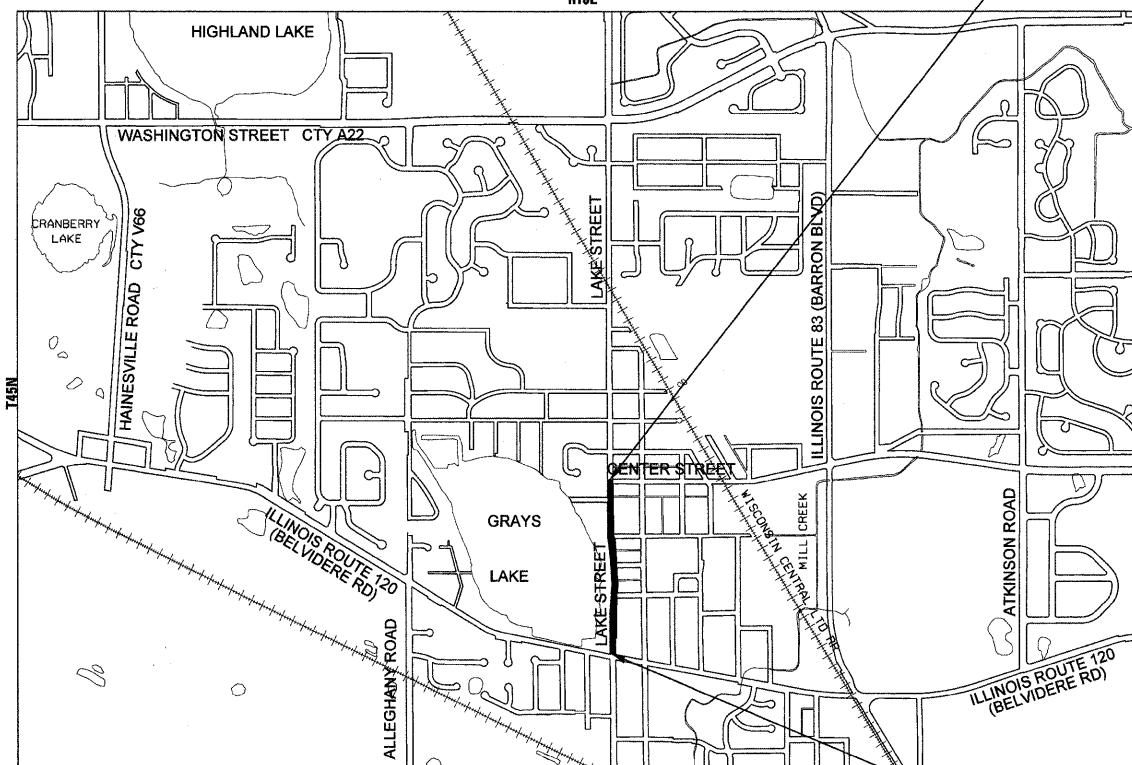 HIGHLAND LAKE
WASHINGTON STREET CTY A22
CRANBERRY
LAKE
HAINESVILLE ROAD CTY V66
LAKE STREET
ILLINOIS ROUTE 83 (BARRON BLVD)
T45N
CENTER STREET
GRAYS
LAKE
LAKE STREET
WISCONSIN CENTRAL LTD RR
MILL CREEK
ATKINSON ROAD
ILLINOIS ROUTE 120
(BELVIDERE RD)
ALLEGHANY ROAD
ILLINOIS ROUTE 120
(BELVIDERE RD)